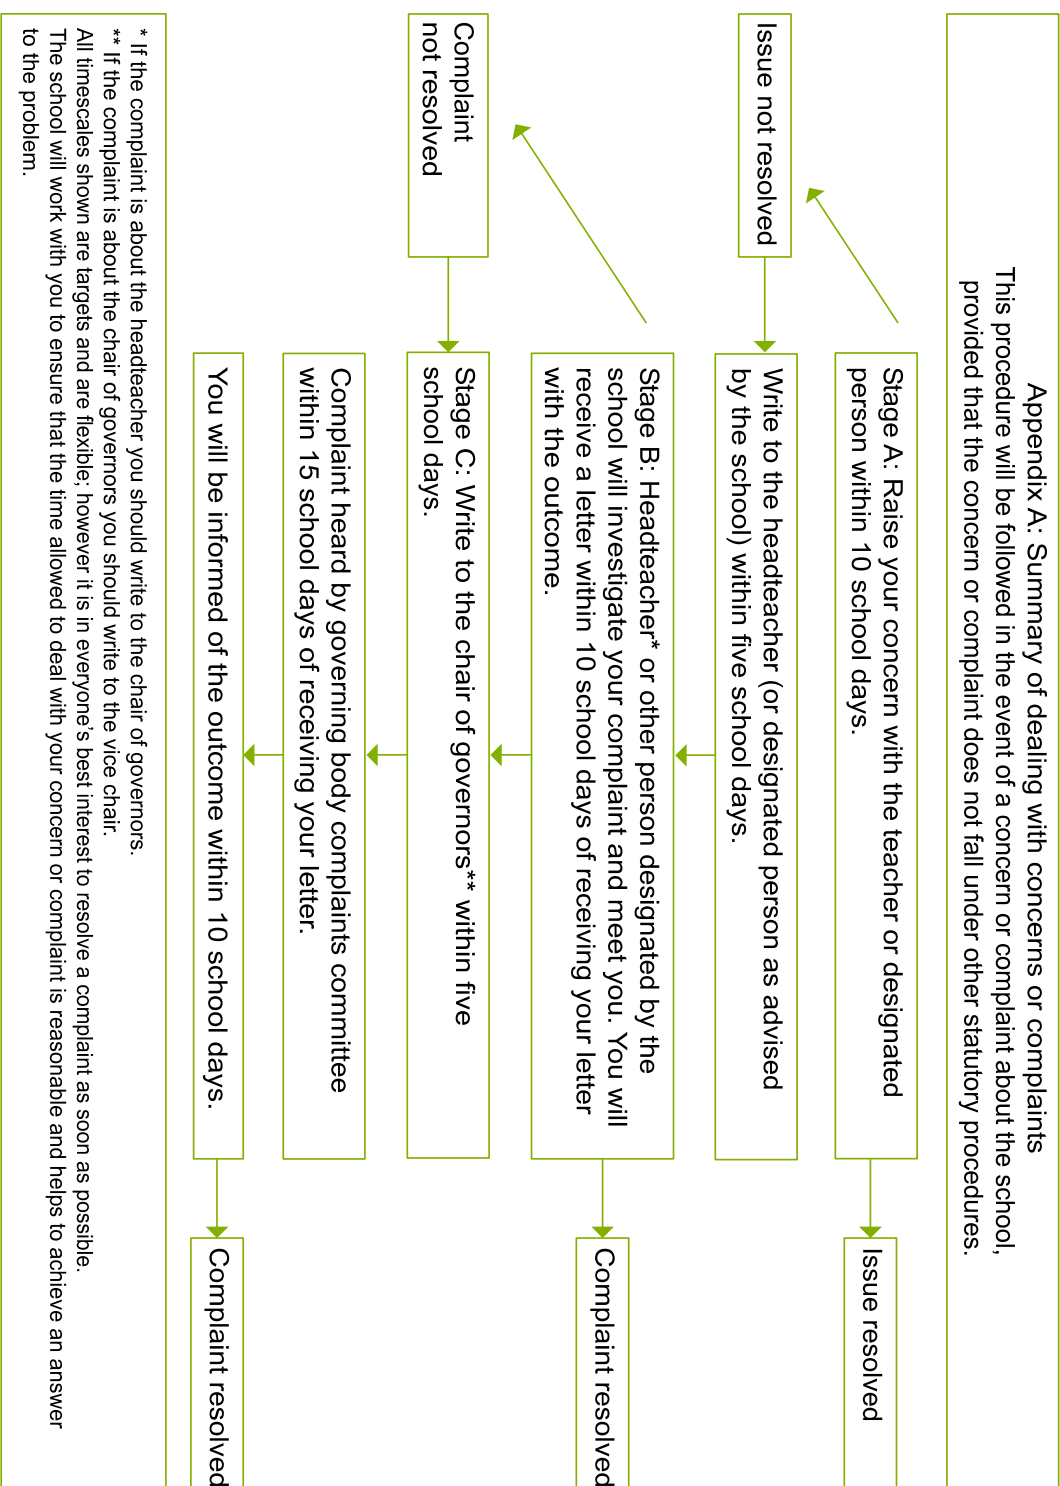 Appendix A: Summary of dealing with concerns or complaints
This procedure will be followed in the event of a concern or complaint about the school,
provided that the concern or complaint does not fall under other statutory procedures.
Stage A: Raise your concern with the teacher or designated
person within 10 school days.
Issue resolved
Issue not resolved
Write to the headteacher (or designated person as advised
by the school) within five school days.
Stage B: Headteacher* or other person designated by the
school will investigate your complaint and meet you. You will
receive a letter within 10 school days of receiving your letter
with the outcome.
Complaint resolved
Complaint
not resolved
Stage C: Write to the chair of governors** within five
school days.
Complaint heard by governing body complaints committee
within 15 school days of receiving your letter.
You will be informed of the outcome within 10 school days.
Complaint resolved
* If the complaint is about the headteacher you should write to the chair of governors.
** If the complaint is about the chair of governors you should write to the vice chair.
All timescales shown are targets and are flexible; however it is in everyone’s best interest to resolve a complaint as soon as possible.
The school will work with you to ensure that the time allowed to deal with your concern or complaint is reasonable and helps to achieve an answer
to the problem.